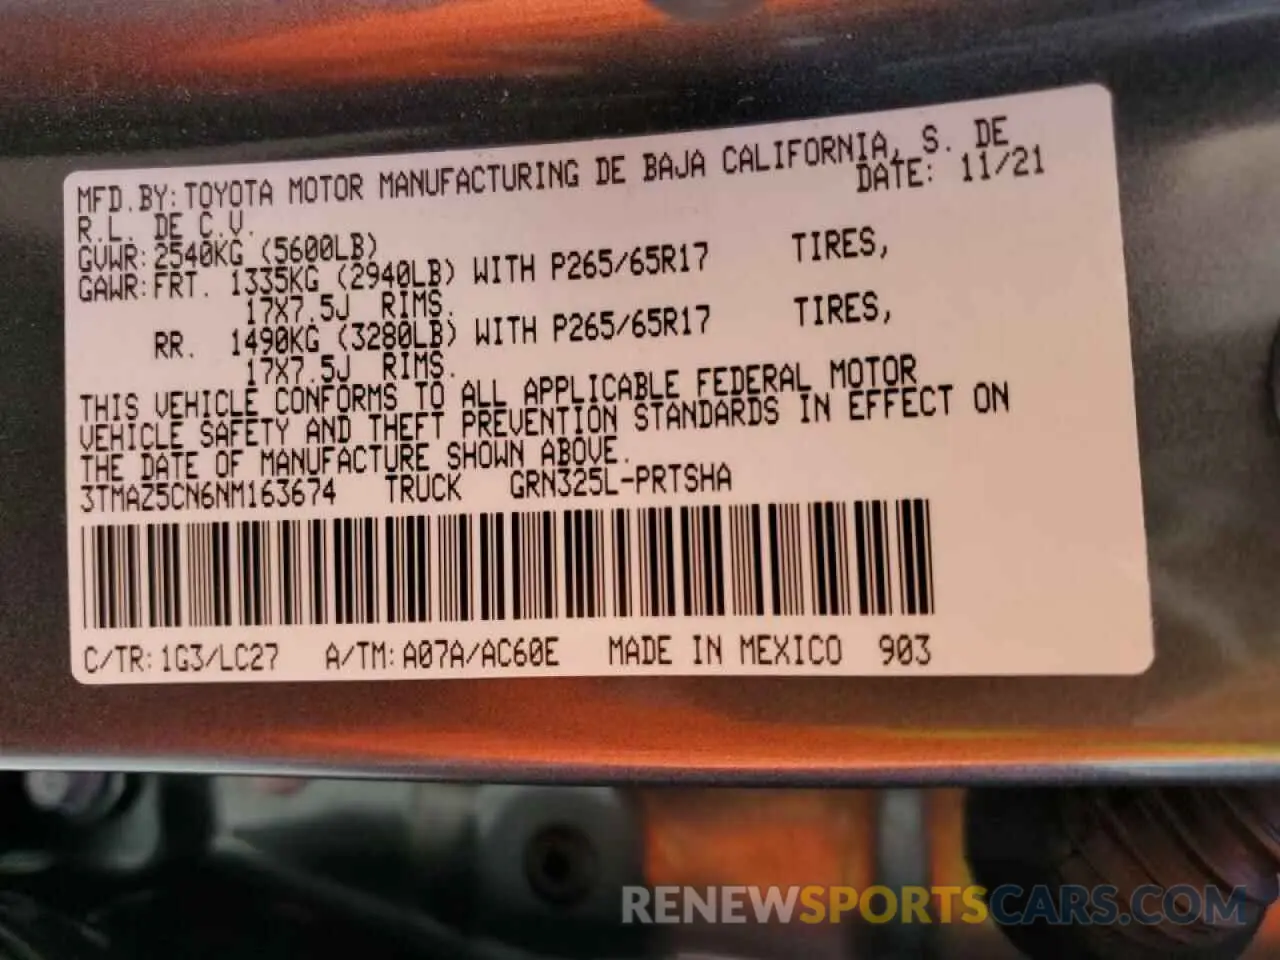 MFD.BY:TOYOTA MOTOR MANUFACTURING DE BAJA CALIFORNIA, S. DE
R.L. DE C.V. DATE: 11/21
GVWR:2540KG (5600LB)
GAWR:FRT. 1335KG (2940LB) WITH P265/65R17 TIRES,
17X7.5J RIMS.
RR. 1490KG (3280LB) WITH P265/65R17 TIRES,
17X7.5J RIMS.
THIS VEHICLE CONFORMS TO ALL APPLICABLE FEDERAL MOTOR
VEHICLE SAFETY AND THEFT PREVENTION STANDARDS IN EFFECT ON
THE DATE OF MANUFACTURE SHOWN ABOVE.
3TMAZ5CN6NM163674 TRUCK GRN325L-PRTSHA
C/TR:1G3/LC27 A/TM:A07A/AC60E MADE IN MEXICO 903
RENEWSPORTSCARS.COM